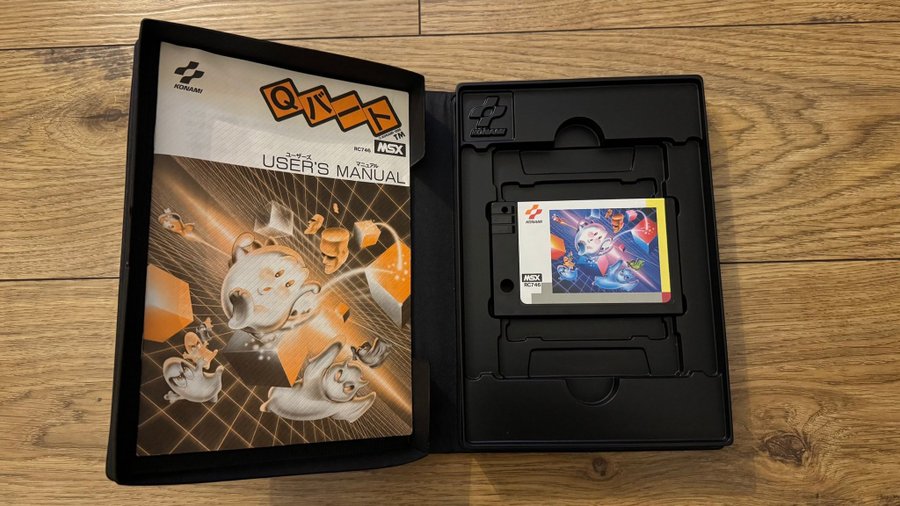 KONAMI
Qバート
TM
RC746 MSX
ユーザーズ マニュアル
USER'S MANUAL
KONAMI
KONAMI
MSX
RC746